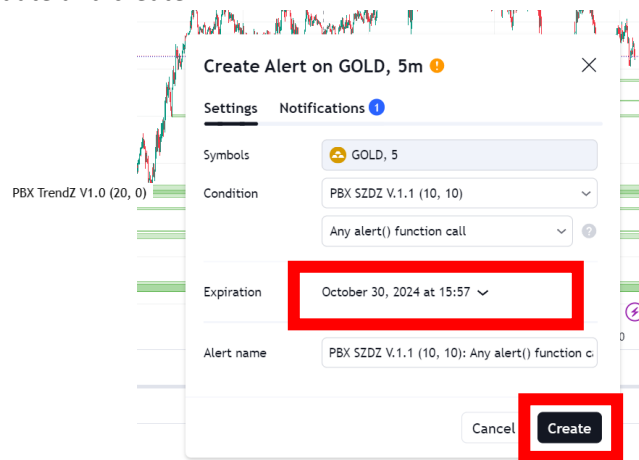 Create Alert on GOLD, 5m
Settings Notifications 1
Symbols GOLD, 5
PBX TrendZ V1.0 (20, 0)
Condition PBX SZDZ V.1.1 (10, 10)
Any alert() function call ?
Expiration October 30, 2024 at 15:57
Alert name PBX SZDZ V.1.1 (10, 10): Any alert() function c
Cancel Create